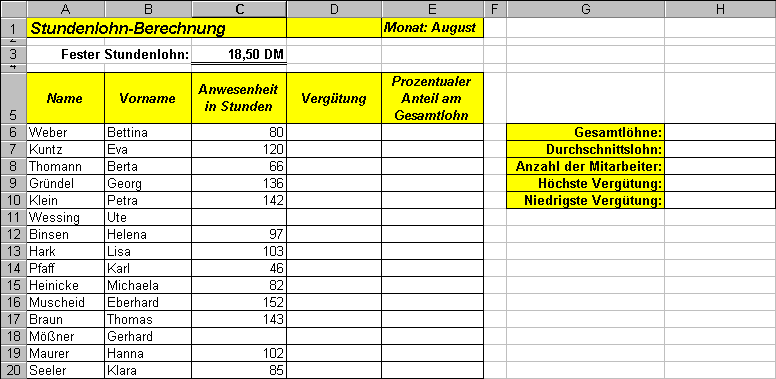 A B C D E F G H
1 Stundenlohn-Berechnung Monat: August
2
3 Fester Stundenlohn: 18,50 DM
4
5 Name Vorname Anwesenheit in Stunden Vergütung Prozentualer Anteil am Gesamtlohn
6 Weber Bettina 80 Gesamtlöhne:
7 Kuntz Eva 120 Durchschnittslohn:
8 Thomann Berta 66 Anzahl der Mitarbeiter:
9 Gründel Georg 136 Höchste Vergütung:
10 Klein Petra 142 Niedrigste Vergütung:
11 Wessing Ute
12 Binsen Helena 97
13 Hark Lisa 103
14 Pfaff Karl 46
15 Heinicke Michaela 82
16 Muscheid Eberhard 152
17 Braun Thomas 143
18 Mößner Gerhard
19 Maurer Hanna 102
20 Seeler Klara 85